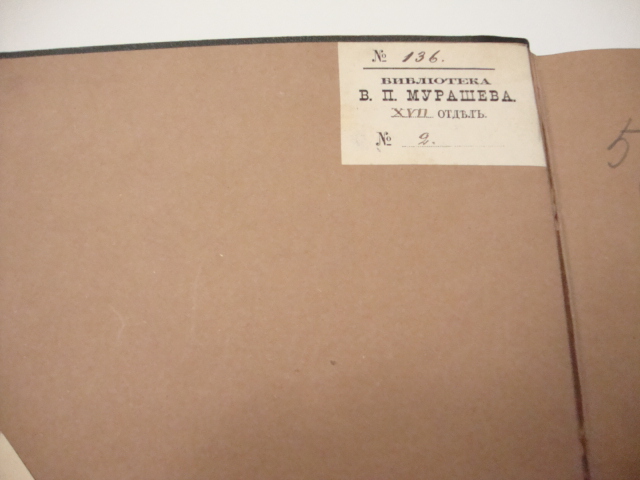 № 136.
БИБЛІОТЕКА
В. П. МУРАШЕВА.
XVII ОТДѢЛЪ.
№ 2.
5